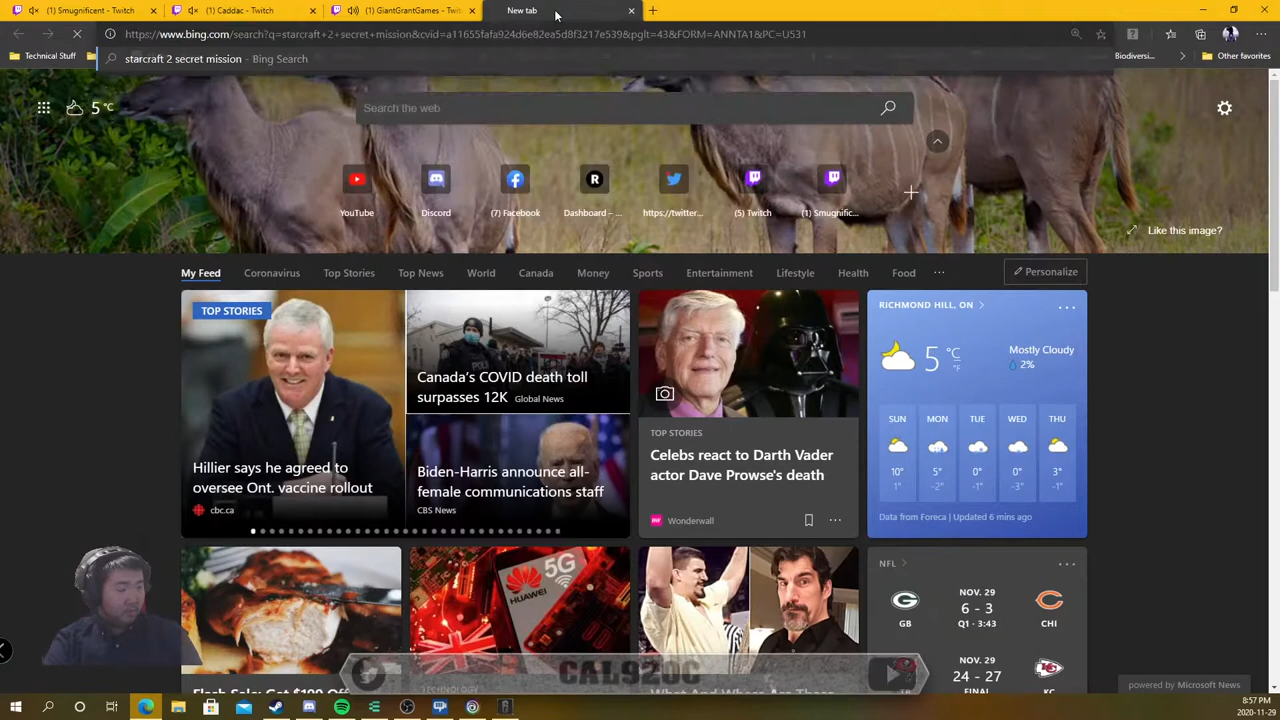 (1) Smugnificent - Twitch
Caddac - Twitch
GiantGrantGames - Twitc
New tab
https://www.bing.com/search?q=starcraft+2+secret+mission&cvid=a11655fafa924d6e82ea5d8f3217e539&pglt=43&FORM=ANNTA1&PC=U531
Technical Stuff
starcraft 2 secret mission - Bing Search
Biodiversi...
Other favorites
5 °C
Search the web
YouTube
Discord
(7) Facebook
Dashboard – ...
https://twitter...
(5) Twitch
(1) Smugnific...
Like this image?
My Feed
Coronavirus
Top Stories
Top News
World
Canada
Money
Sports
Entertainment
Lifestyle
Health
Food
...
Personalize
TOP STORIES
Hillier says he agreed to
oversee Ont. vaccine rollout
cbc.ca
Canada's COVID death toll
surpasses 12K Global News
Biden-Harris announce all-
female communications staff
CBS News
TOP STORIES
Celebs react to Darth Vader
actor Dave Prowse's death
Wonderwall
RICHMOND HILL, ON
5 °C
°F
Mostly Cloudy
2%
SUN MON TUE WED THU
10° 5° 0° 0° 3°
1° -2° -1° -3° -1°
Data from Foreca | Updated 6 mins ago
HUAWEI
5G
NFL
NOV. 29
GB 6 - 3 CHI
Q1 - 3:43
NOV. 29
24 - 27 KC
FINAL
CAL920C
powered by Microsoft News
8:57 PM
2020-11-29